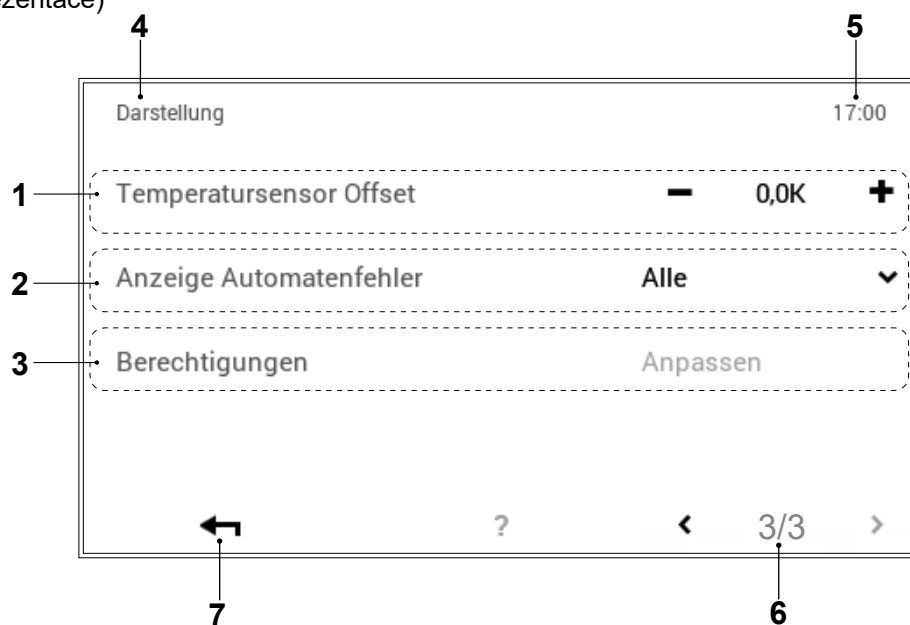 4 5
Darstellung 17:00
1 Temperatursensor Offset − 0,0K +
2 Anzeige Automatenfehler Alle
3 Berechtigungen Anpassen
? < 3/3 >
7 6